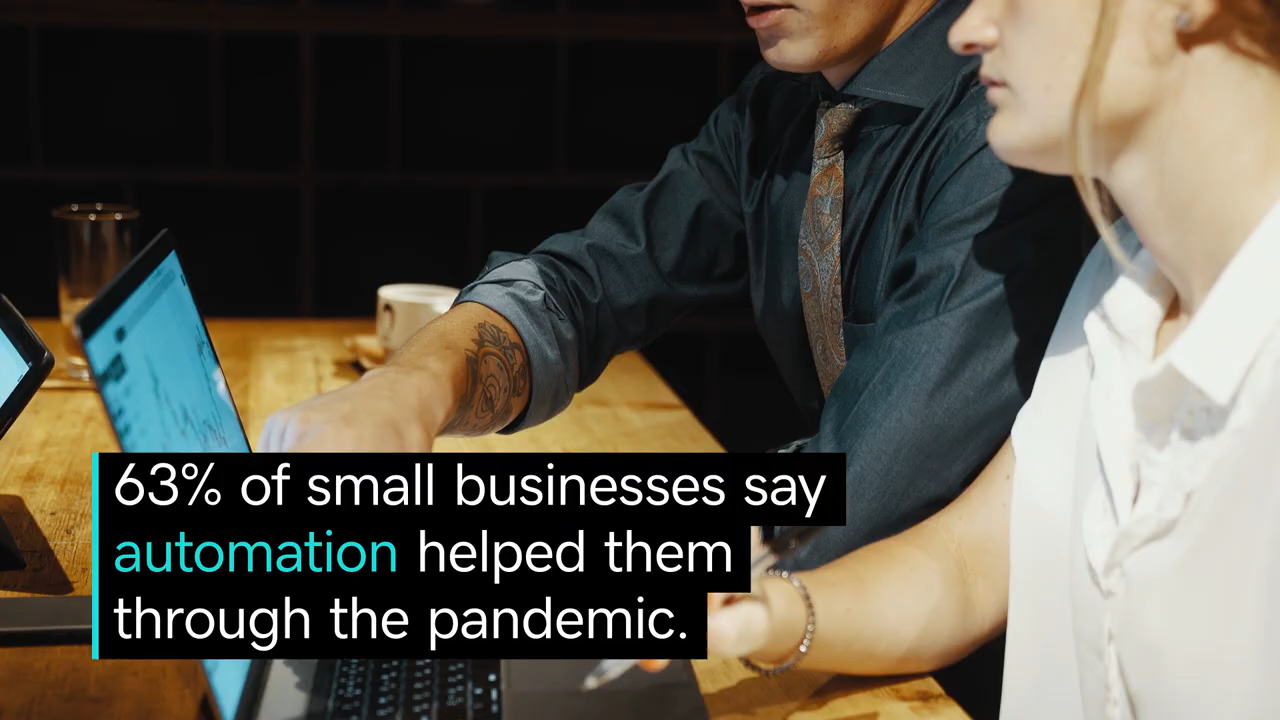 63% of small businesses say
automation helped them
through the pandemic.